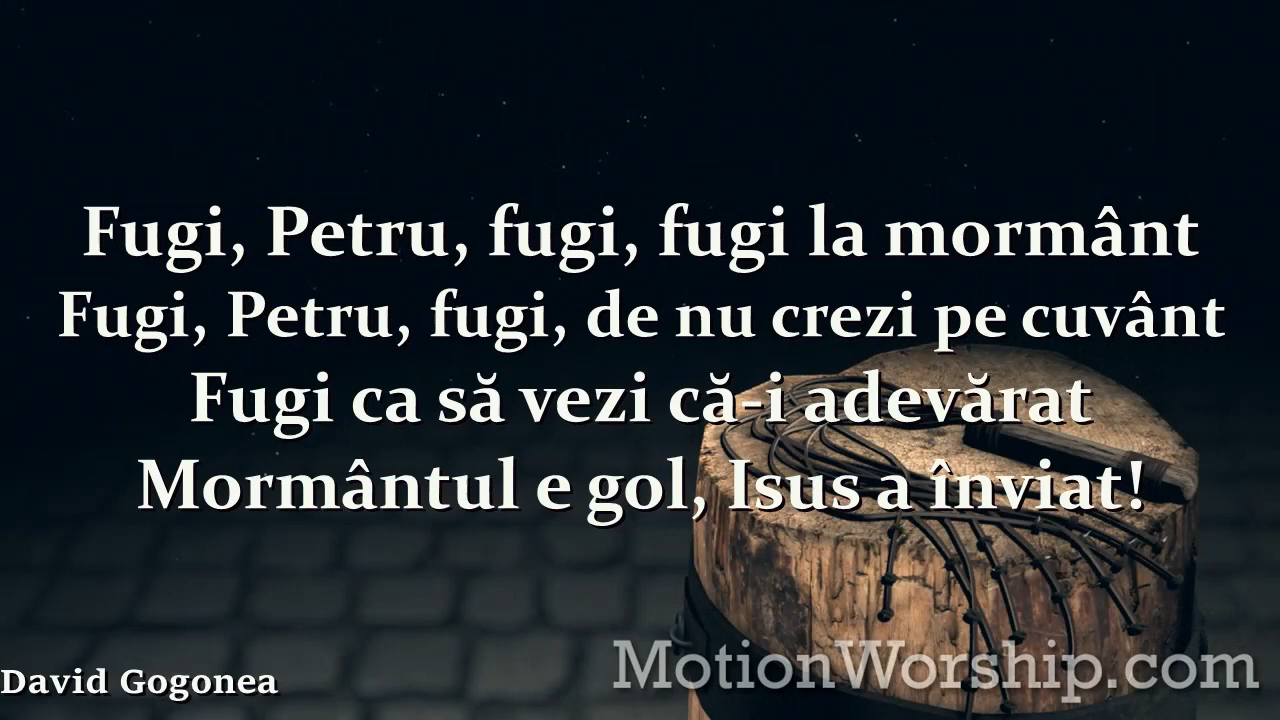 Fugi, Petru, fugi, fugi la mormânt
Fugi, Petru, fugi, de nu crezi pe cuvânt
Fugi ca să vezi că-i adevărat
Mormântul e gol, Isus a înviat!
MotionWorship.com
David Gogonea